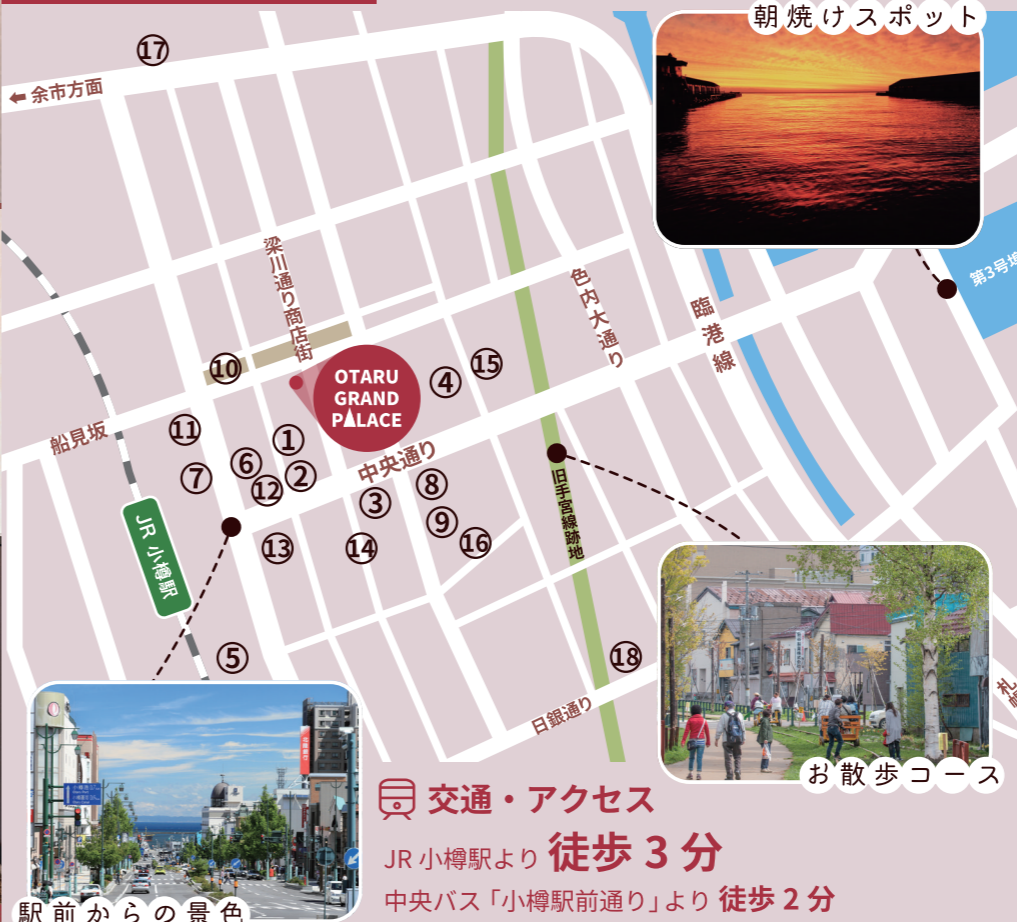 朝焼けスポット
⑰
← 余市方面
第3号埠
梁川通り商店街
色内大通り
臨港線
⑩
OTARU
GRAND
PALACE
④
⑮
船見坂
⑪
①
中央通り
⑥
⑦
⑫
②
③
⑧
⑨
旧手宮線跡地
JR 小樽駅
⑬
⑭
⑯
⑤
⑱
日銀通り
札幌
お散歩コース
駅前からの景色
交通・アクセス
JR 小樽駅より 徒歩 3 分
中央バス「小樽駅前通り」より 徒歩 2 分